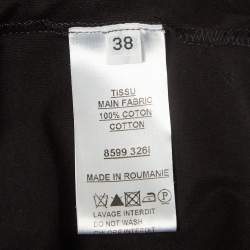 38
TISSU
MAIN FABRIC
100% COTON
COTTON
8599 326I
MADE IN ROUMANIE
LAVAGE INTERDIT
DO NOT WASH